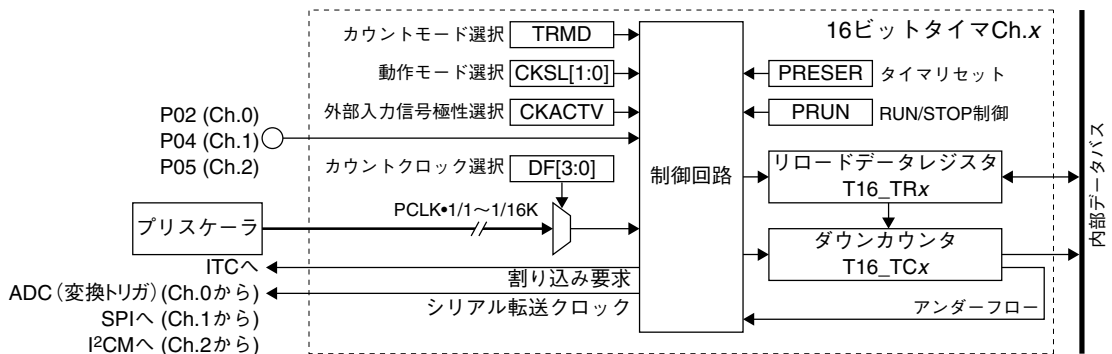 16ビットタイマCh.x
カウントモード選択 TRMD
動作モード選択 CKSL[1:0]
外部入力信号極性選択 CKACTV
P02 (Ch.0)
P04 (Ch.1)
P05 (Ch.2)
カウントクロック選択 DF[3:0]
プリスケーラ
PCLK•1/1～1/16K
制御回路
PRESER タイマリセット
PRUN RUN/STOP制御
リロードデータレジスタ
T16_TRx
ダウンカウンタ
T16_TCx
アンダーフロー
内部データバス
ITCへ
割り込み要求
ADC（変換トリガ）(Ch.0から)
シリアル転送クロック
SPIへ (Ch.1から)
I²CMへ (Ch.2から)